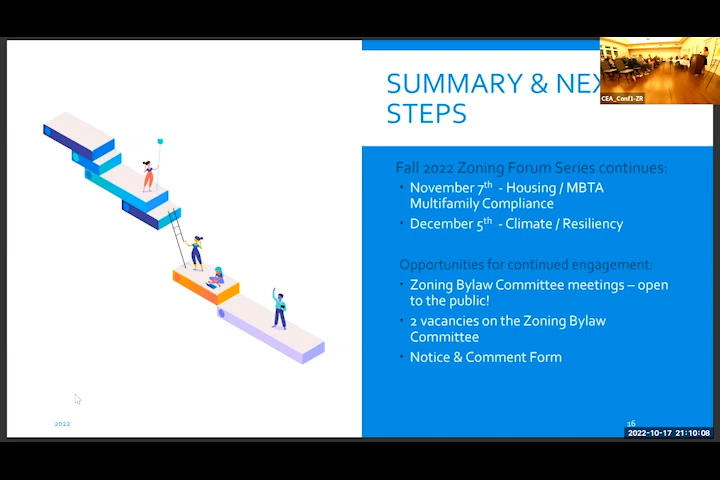 SUMMARY & NEX
STEPS
CEA_Conf1-ZR
Fall 2022 Zoning Forum Series continues:
• November 7th - Housing / MBTA
Multifamily Compliance
• December 5th - Climate / Resiliency
Opportunities for continued engagement:
• Zoning Bylaw Committee meetings – open
to the public!
• 2 vacancies on the Zoning Bylaw
Committee
• Notice & Comment Form
2022
16
2022-10-17 21:10:08